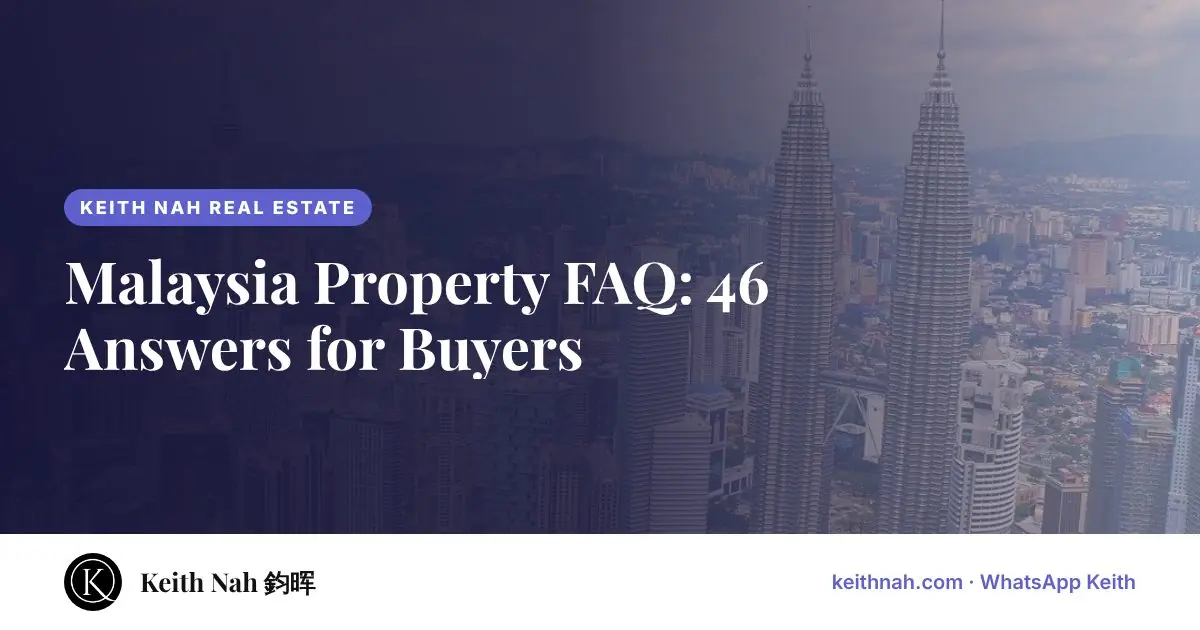 KEITH NAH REAL ESTATE
Malaysia Property FAQ: 46
Answers for Buyers
K
Keith Nah 鈞晖
keithnah.com · WhatsApp Keith